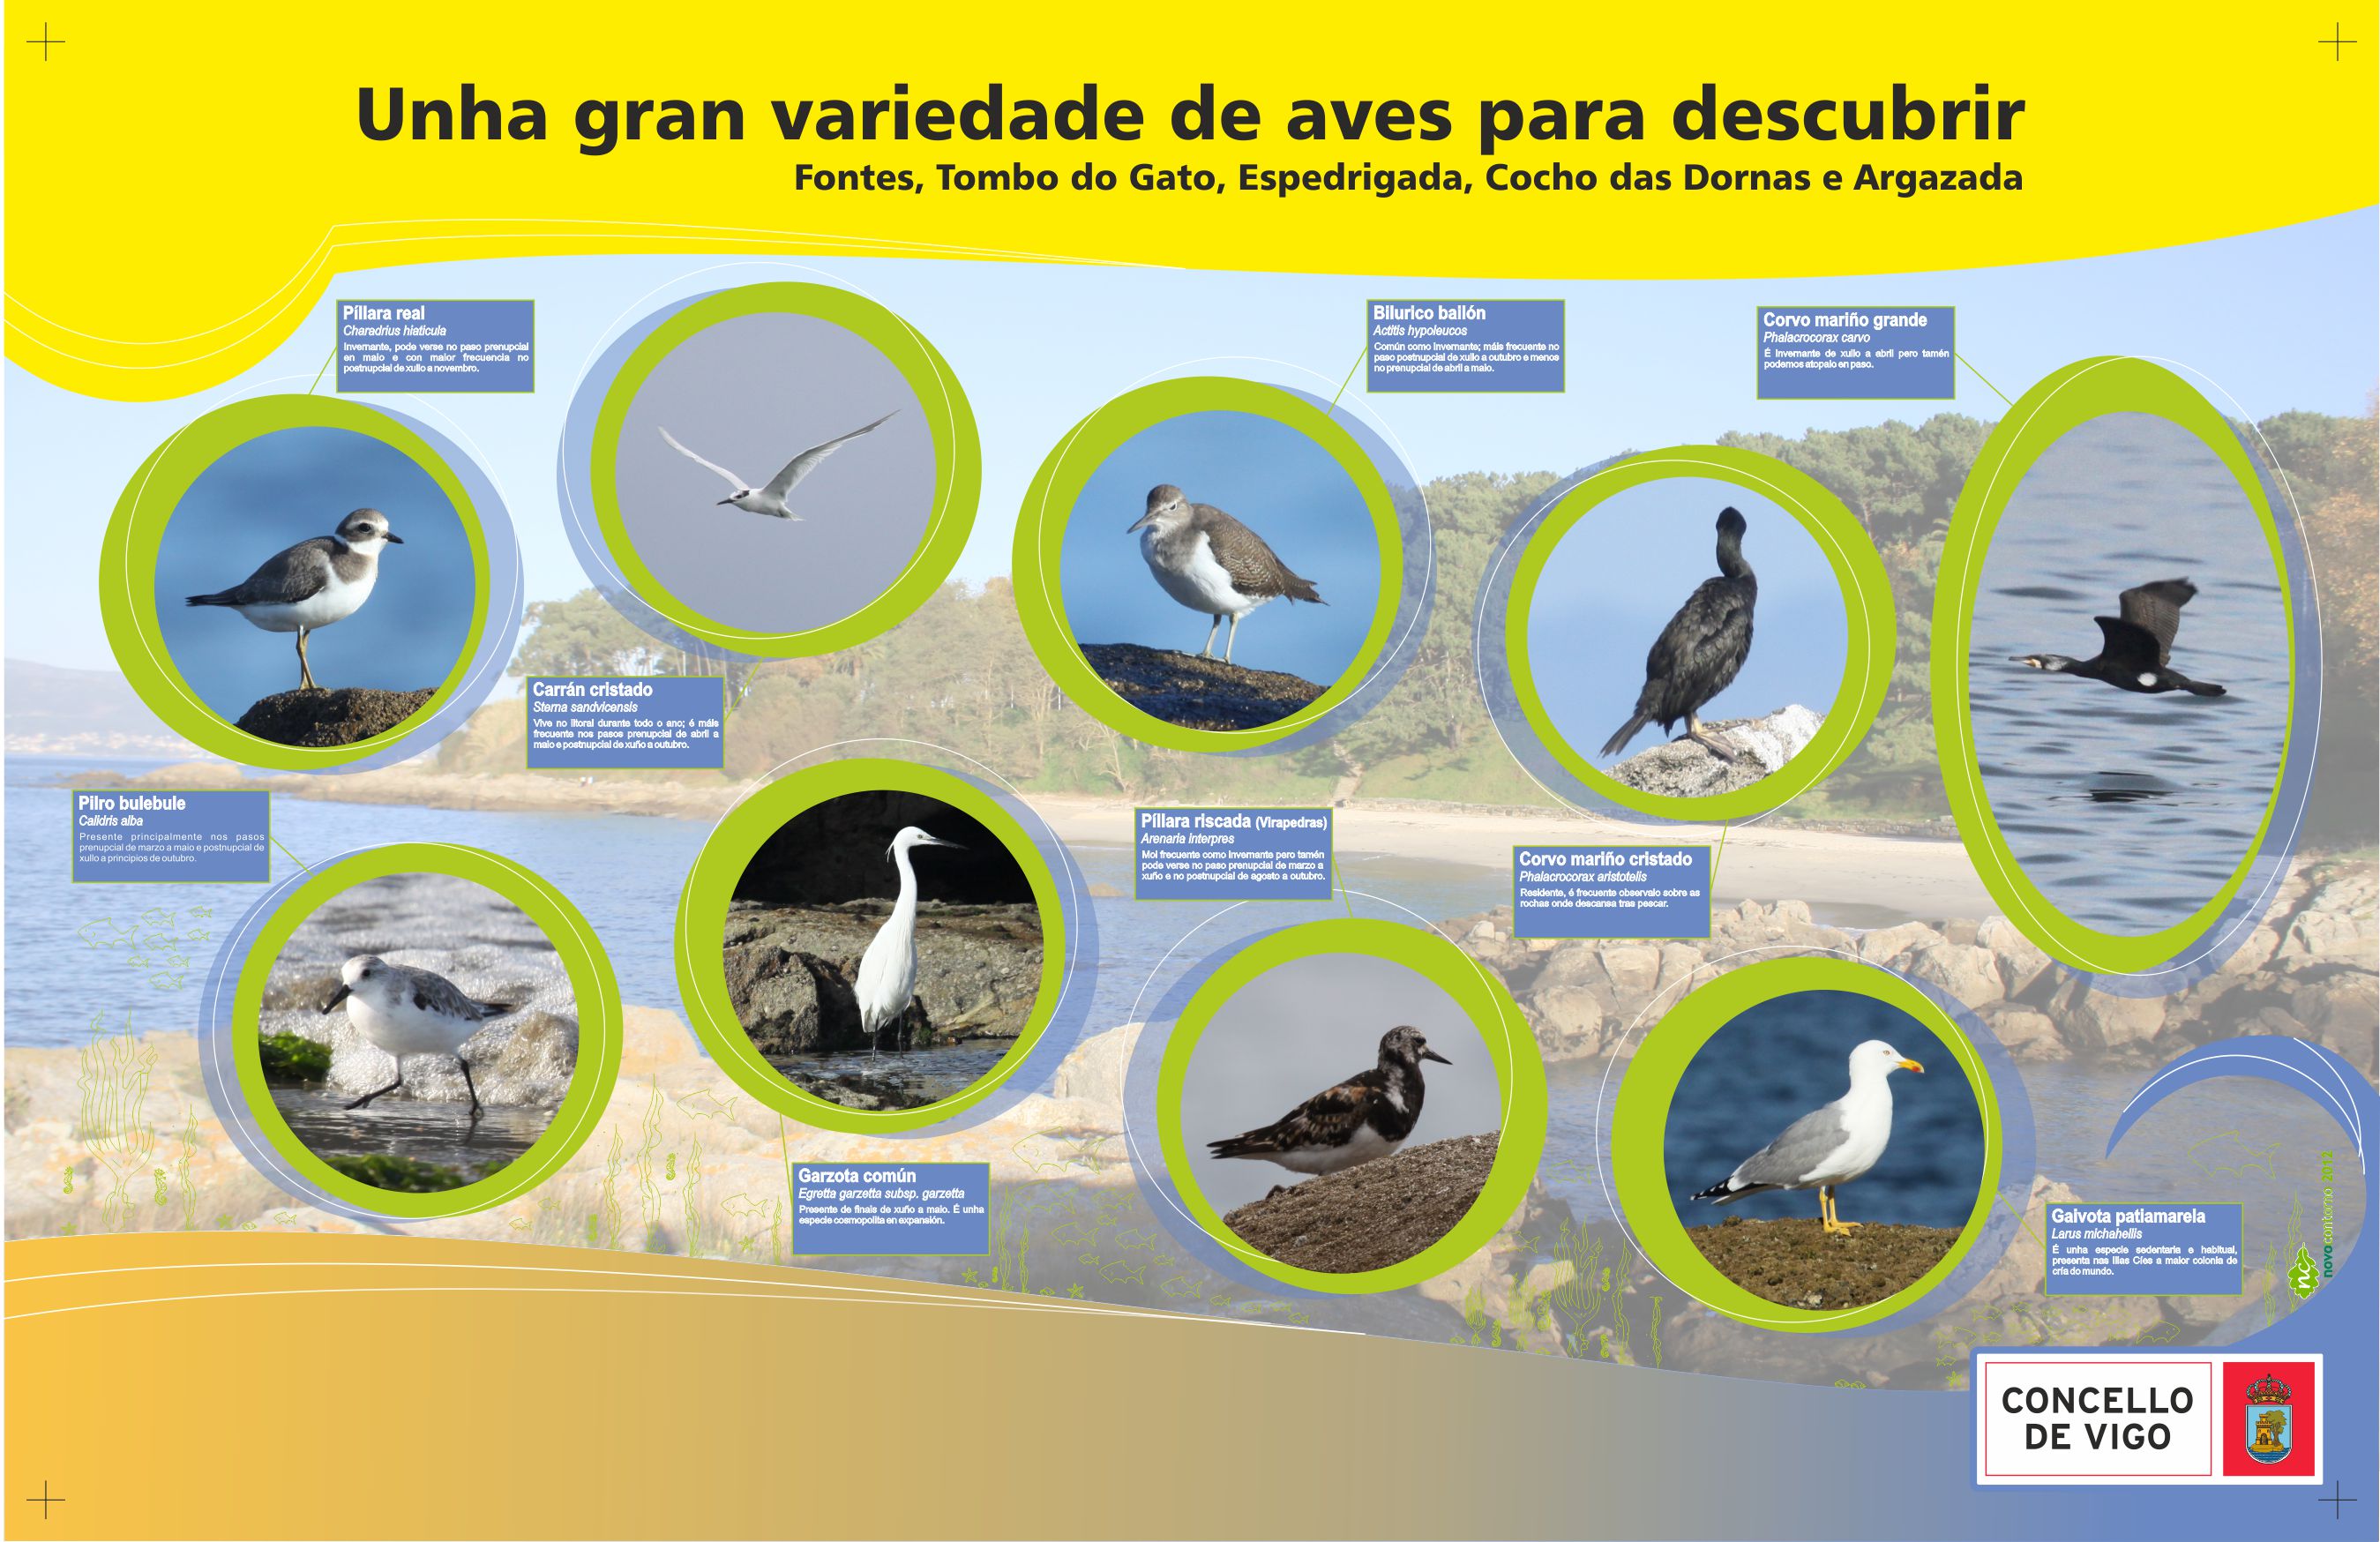 Unha gran variedade de aves para descubrir
Fontes, Tombo do Gato, Espedrigada, Cocho das Dornas e Argazada
Píllara real
Charadrius hiaticula
Invernante, pode verse no paso prenupcial
en maio e con maior frecuencia no
postnupcial de xullo a novembro.
Carrán cristado
Sterna sandvicensis
Vive no litoral durante todo o ano; é máis
frecuente nos pasos prenupcial de abril a
maio e postnupcial de xuño a outubro.
Bilurico bailón
Actitis hypoleucos
Común como invernante; máis frecuente no
paso postnupcial de xullo a outubro e menos
no prenupcial de abril a maio.
Corvo mariño grande
Phalacrocorax carvo
É invernante de xullo a abril pero tamén
podemos atopalo en paso.
Pilro bulebule
Calidris alba
Presente principalmente nos pasos
prenupcial de marzo a maio e postnupcial de
xullo a principios de outubro.
Garzota común
Egretta garzetta subsp. garzetta
Presente de finais de xuño a maio. É unha
especie cosmopolita en expansión.
Píllara riscada (Virapedras)
Arenaria interpres
Moi frecuente como invernante pero tamén
pode verse no paso prenupcial de marzo a
xuño e no postnupcial de agosto a outubro.
Corvo mariño cristado
Phalacrocorax aristotelis
Residente, é frecuente observalo sobre as
rochas onde descansa tras pescar.
Gaivota patiamarela
Larus michahellis
É unha especie sedentaria e habitual,
presenta nas Illas Cíes a maior colonia de
cría do mundo.
nc
novocontorno 2012
CONCELLO
DE VIGO